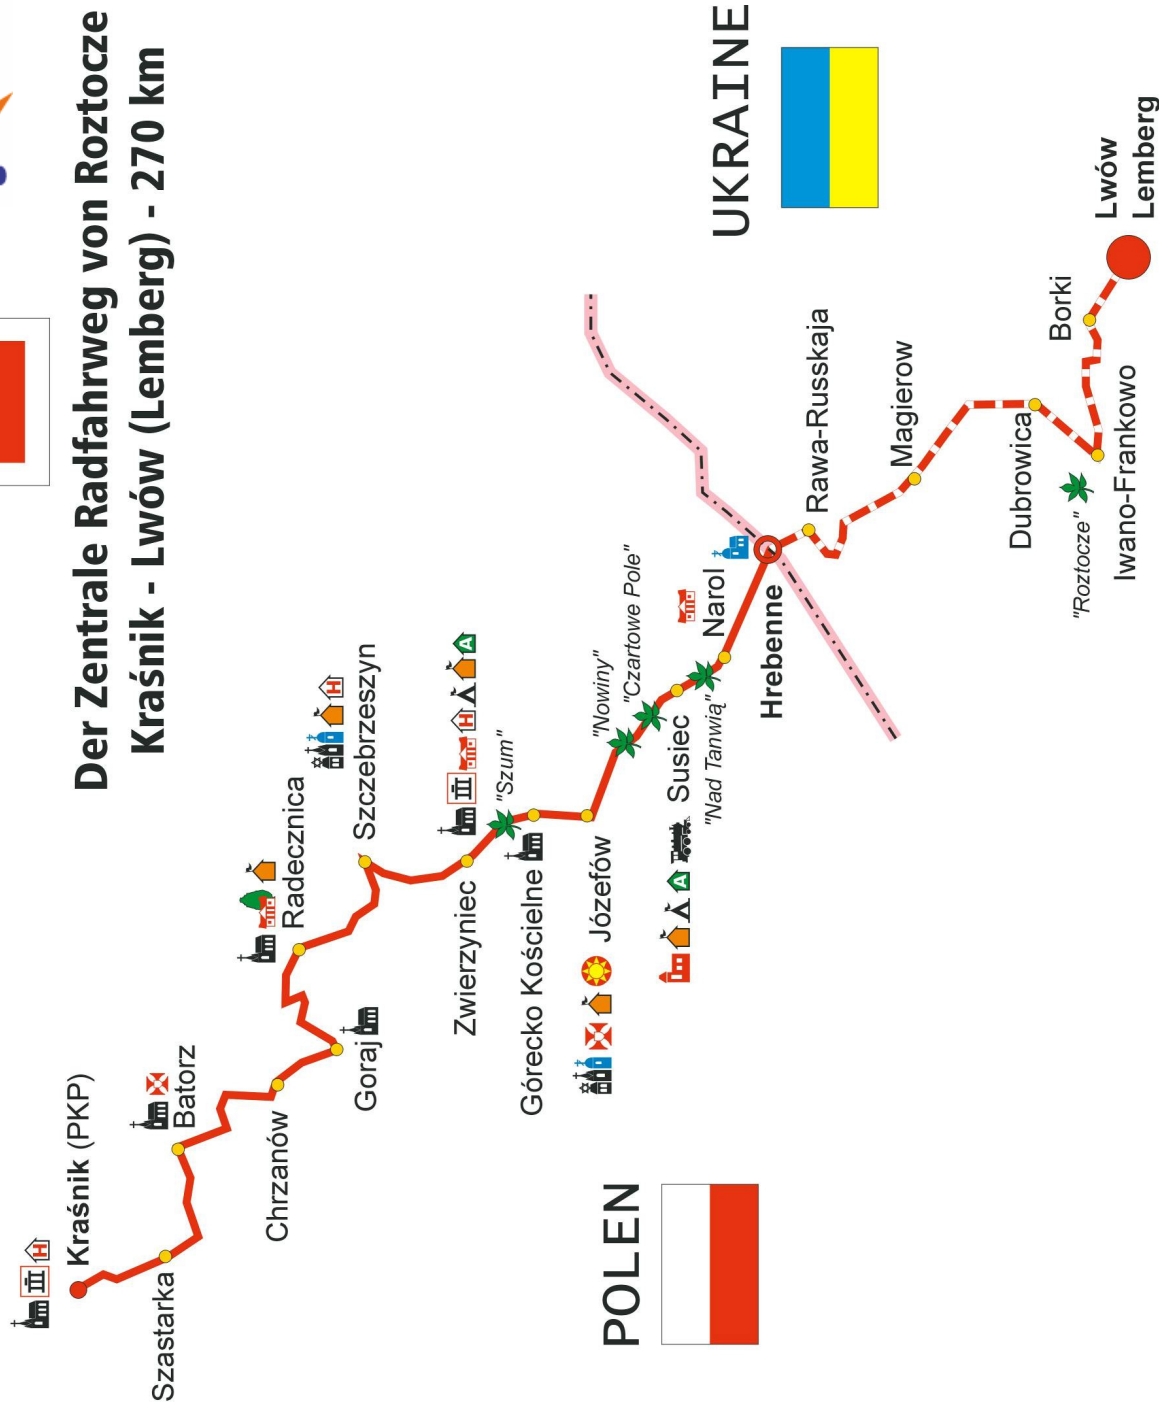 Der Zentrale Radfahrweg von Roztocze
Kraśnik - Lwów (Lemberg) - 270 km
Kraśnik (PKP)
Szastarka
Batorz
Chrzanów
Goraj
Radecznica
Szczebrzeszyn
Zwierzyniec
"Szum"
Górecko Kościelne
Józefów
"Nowiny"
"Czartowe Pole"
Susiec
"Nad Tanwią"
Narol
Hrebenne
Rawa-Russkaja
Magierow
Dubrowica
"Roztocze"
Iwano-Frankowo
Borki
Lwów
Lemberg
POLEN
UKRAINE
H
H
H
A
A